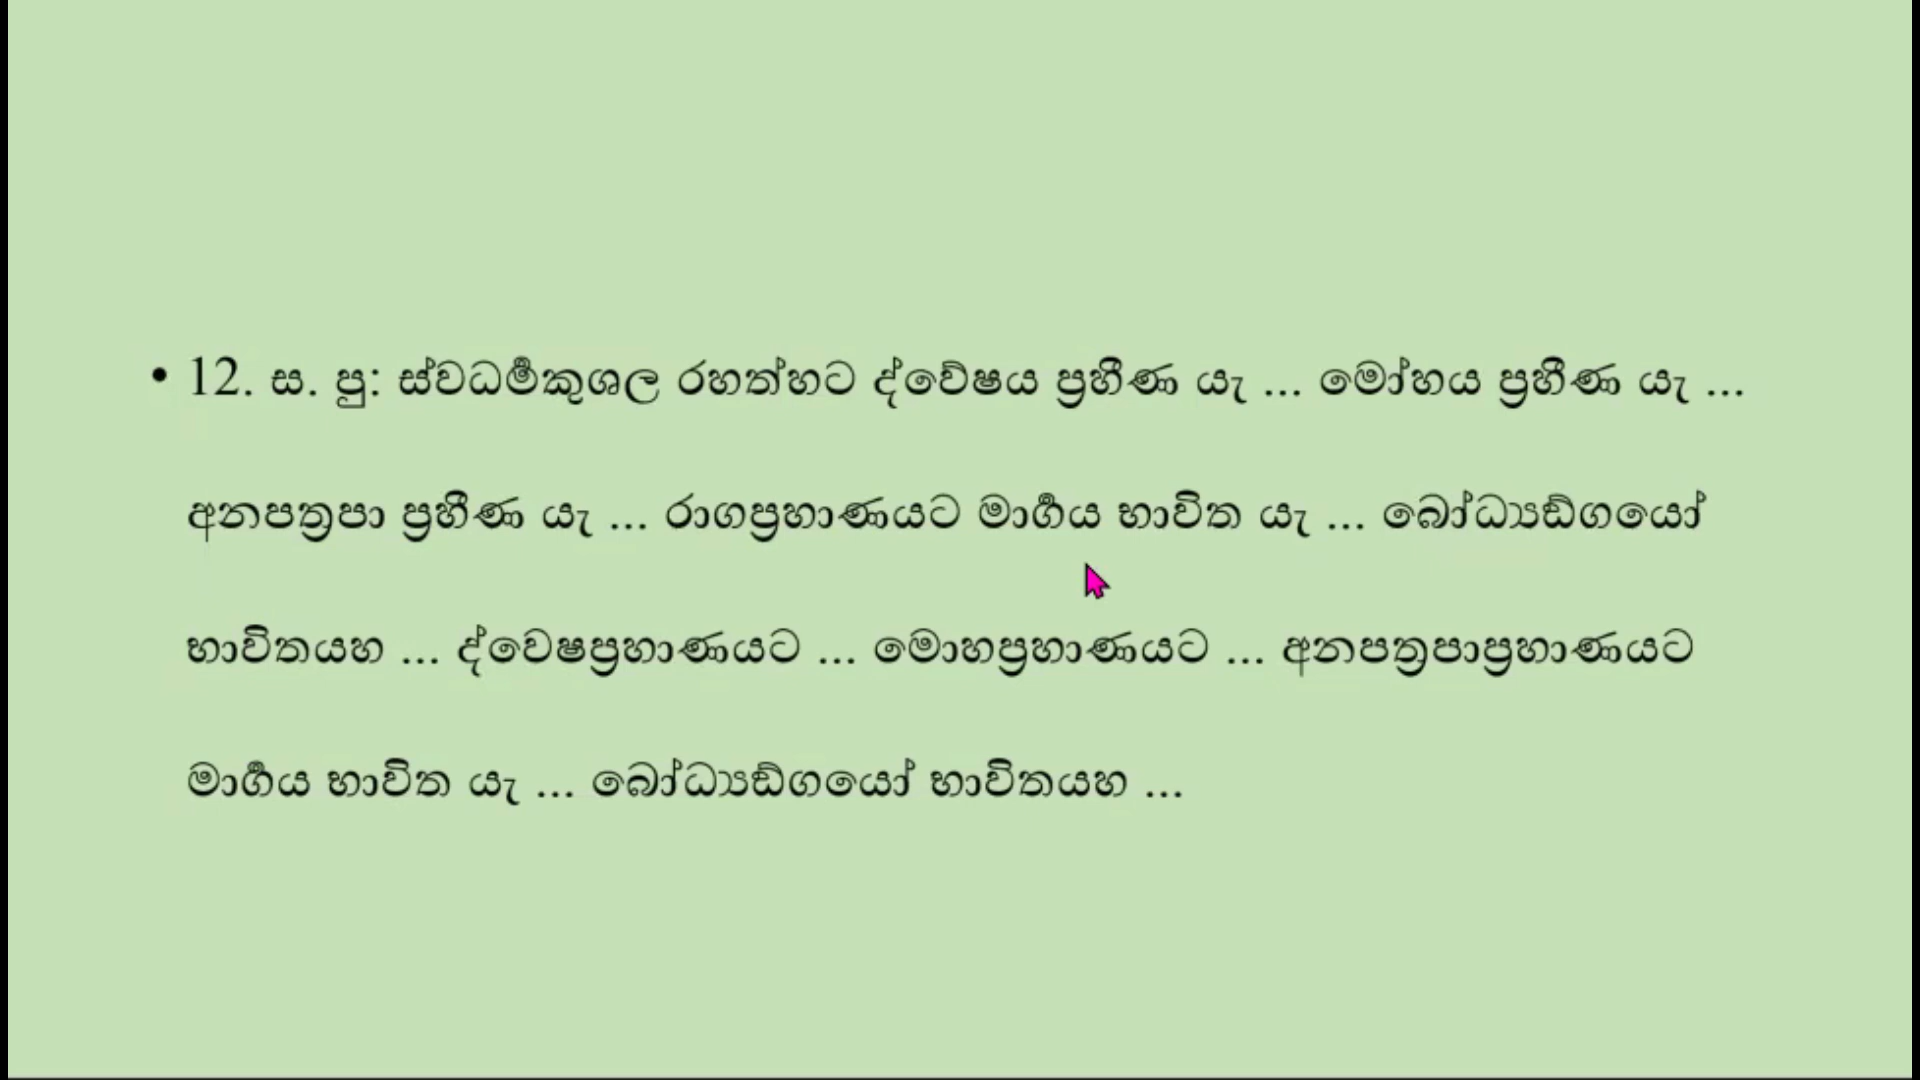 • 12. ස. පු: ස්වධර්‍මකුශල රහත්හට ද්වේෂය ප්‍රහීණ යැ ... මෝහය ප්‍රහීණ යැ ...
අනපත්‍රපා ප්‍රහීණ යැ ... රාගප්‍රහාණයට මාර්‍ගය භාවිත යැ ... බෝධ්‍යඞ්ගයෝ
භාවිතයහ ... ද්වෙෂප්‍රහාණයට ... මොහප්‍රහාණයට ... අනපත්‍රපාප්‍රහාණයට
මාර්‍ගය භාවිත යැ ... බෝධ්‍යඞ්ගයෝ භාවිතයහ ...